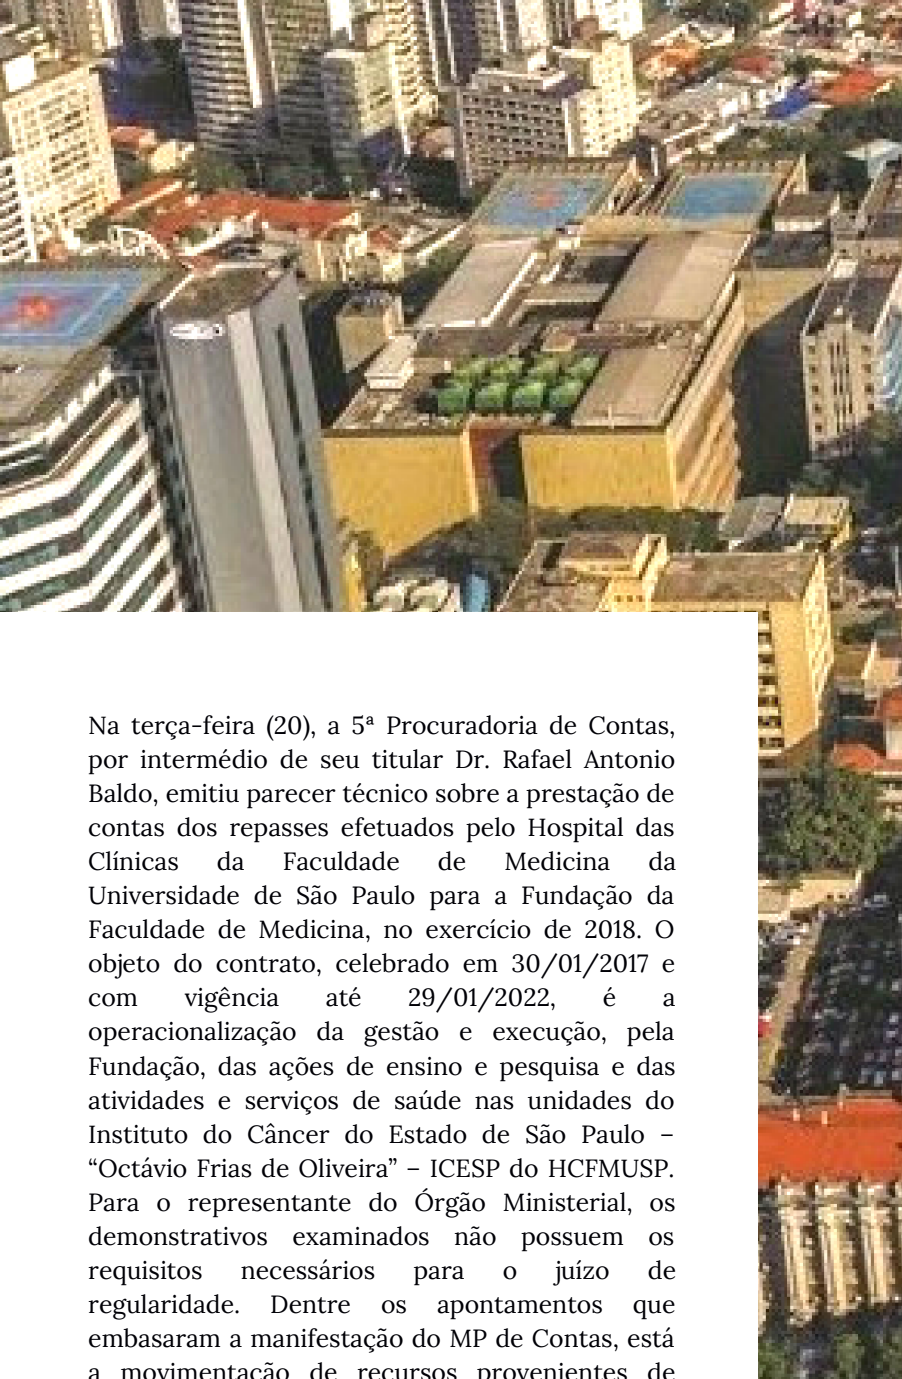 Na terça-feira (20), a 5ª Procuradoria de Contas,
por intermédio de seu titular Dr. Rafael Antonio
Baldo, emitiu parecer técnico sobre a prestação de
contas dos repasses efetuados pelo Hospital das
Clínicas da Faculdade de Medicina da
Universidade de São Paulo para a Fundação da
Faculdade de Medicina, no exercício de 2018. O
objeto do contrato, celebrado em 30/01/2017 e
com vigência até 29/01/2022, é a
operacionalização da gestão e execução, pela
Fundação, das ações de ensino e pesquisa e das
atividades e serviços de saúde nas unidades do
Instituto do Câncer do Estado de São Paulo –
“Octávio Frias de Oliveira” – ICESP do HCFMUSP.
Para o representante do Órgão Ministerial, os
demonstrativos examinados não possuem os
requisitos necessários para o juízo de
regularidade. Dentre os apontamentos que
embasaram a manifestação do MP de Contas, está
a movimentação de recursos provenientes de